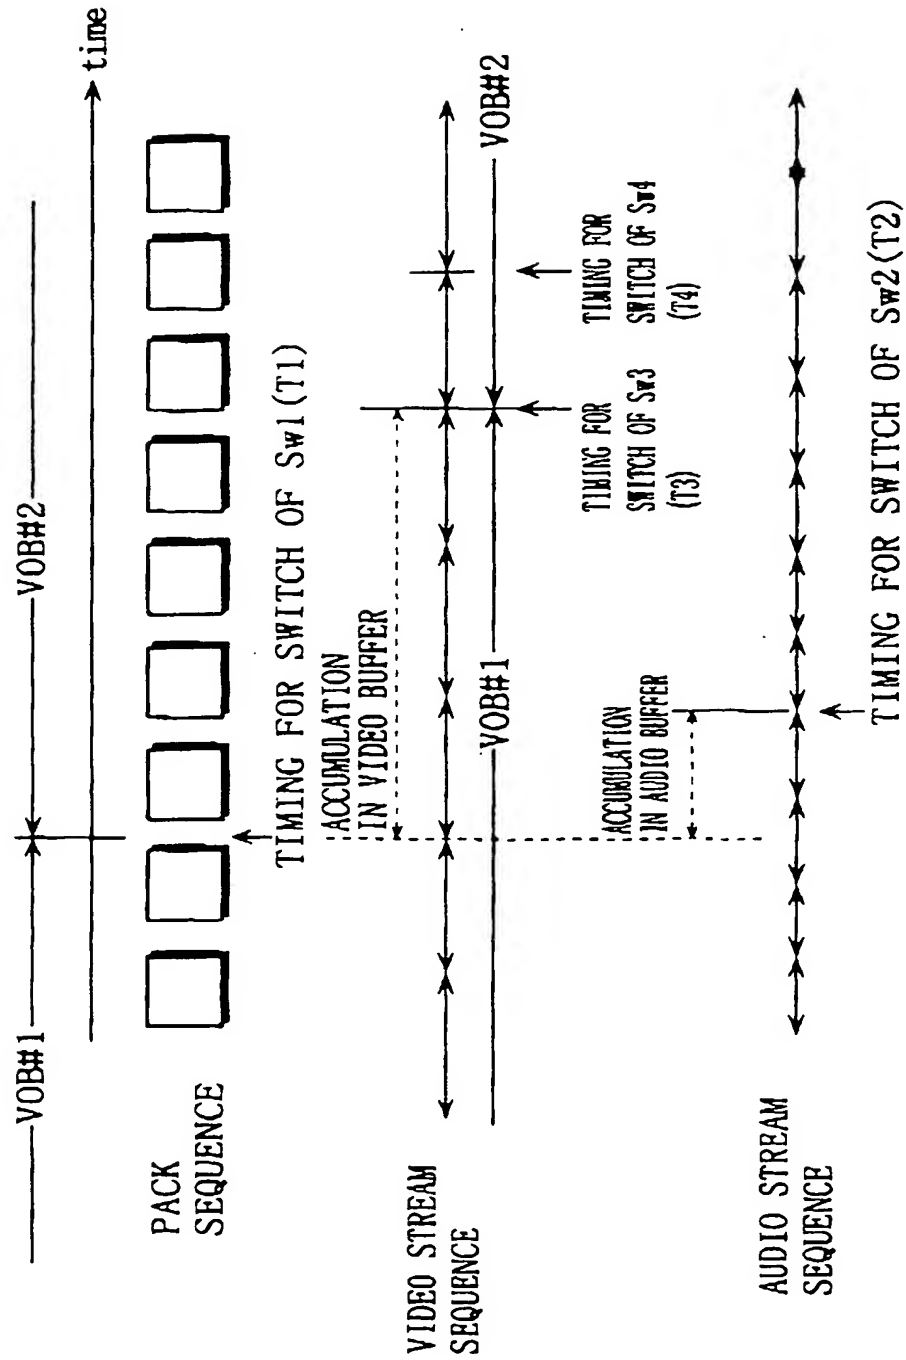 VOB#1
VOB#2
time
PACK
SEQUENCE
TIMING FOR SWITCH OF Sw1(T1)
ACCUMULATION
IN VIDEO BUFFER
VIDEO STREAM
SEQUENCE
VOB#1
VOB#2
TIMING FOR
SWITCH OF Sw3
(T3)
TIMING FOR
SWITCH OF Sw4
(T4)
ACCUMULATION
IN AUDIO BUFFER
AUDIO STREAM
SEQUENCE
TIMING FOR SWITCH OF Sw2(T2)